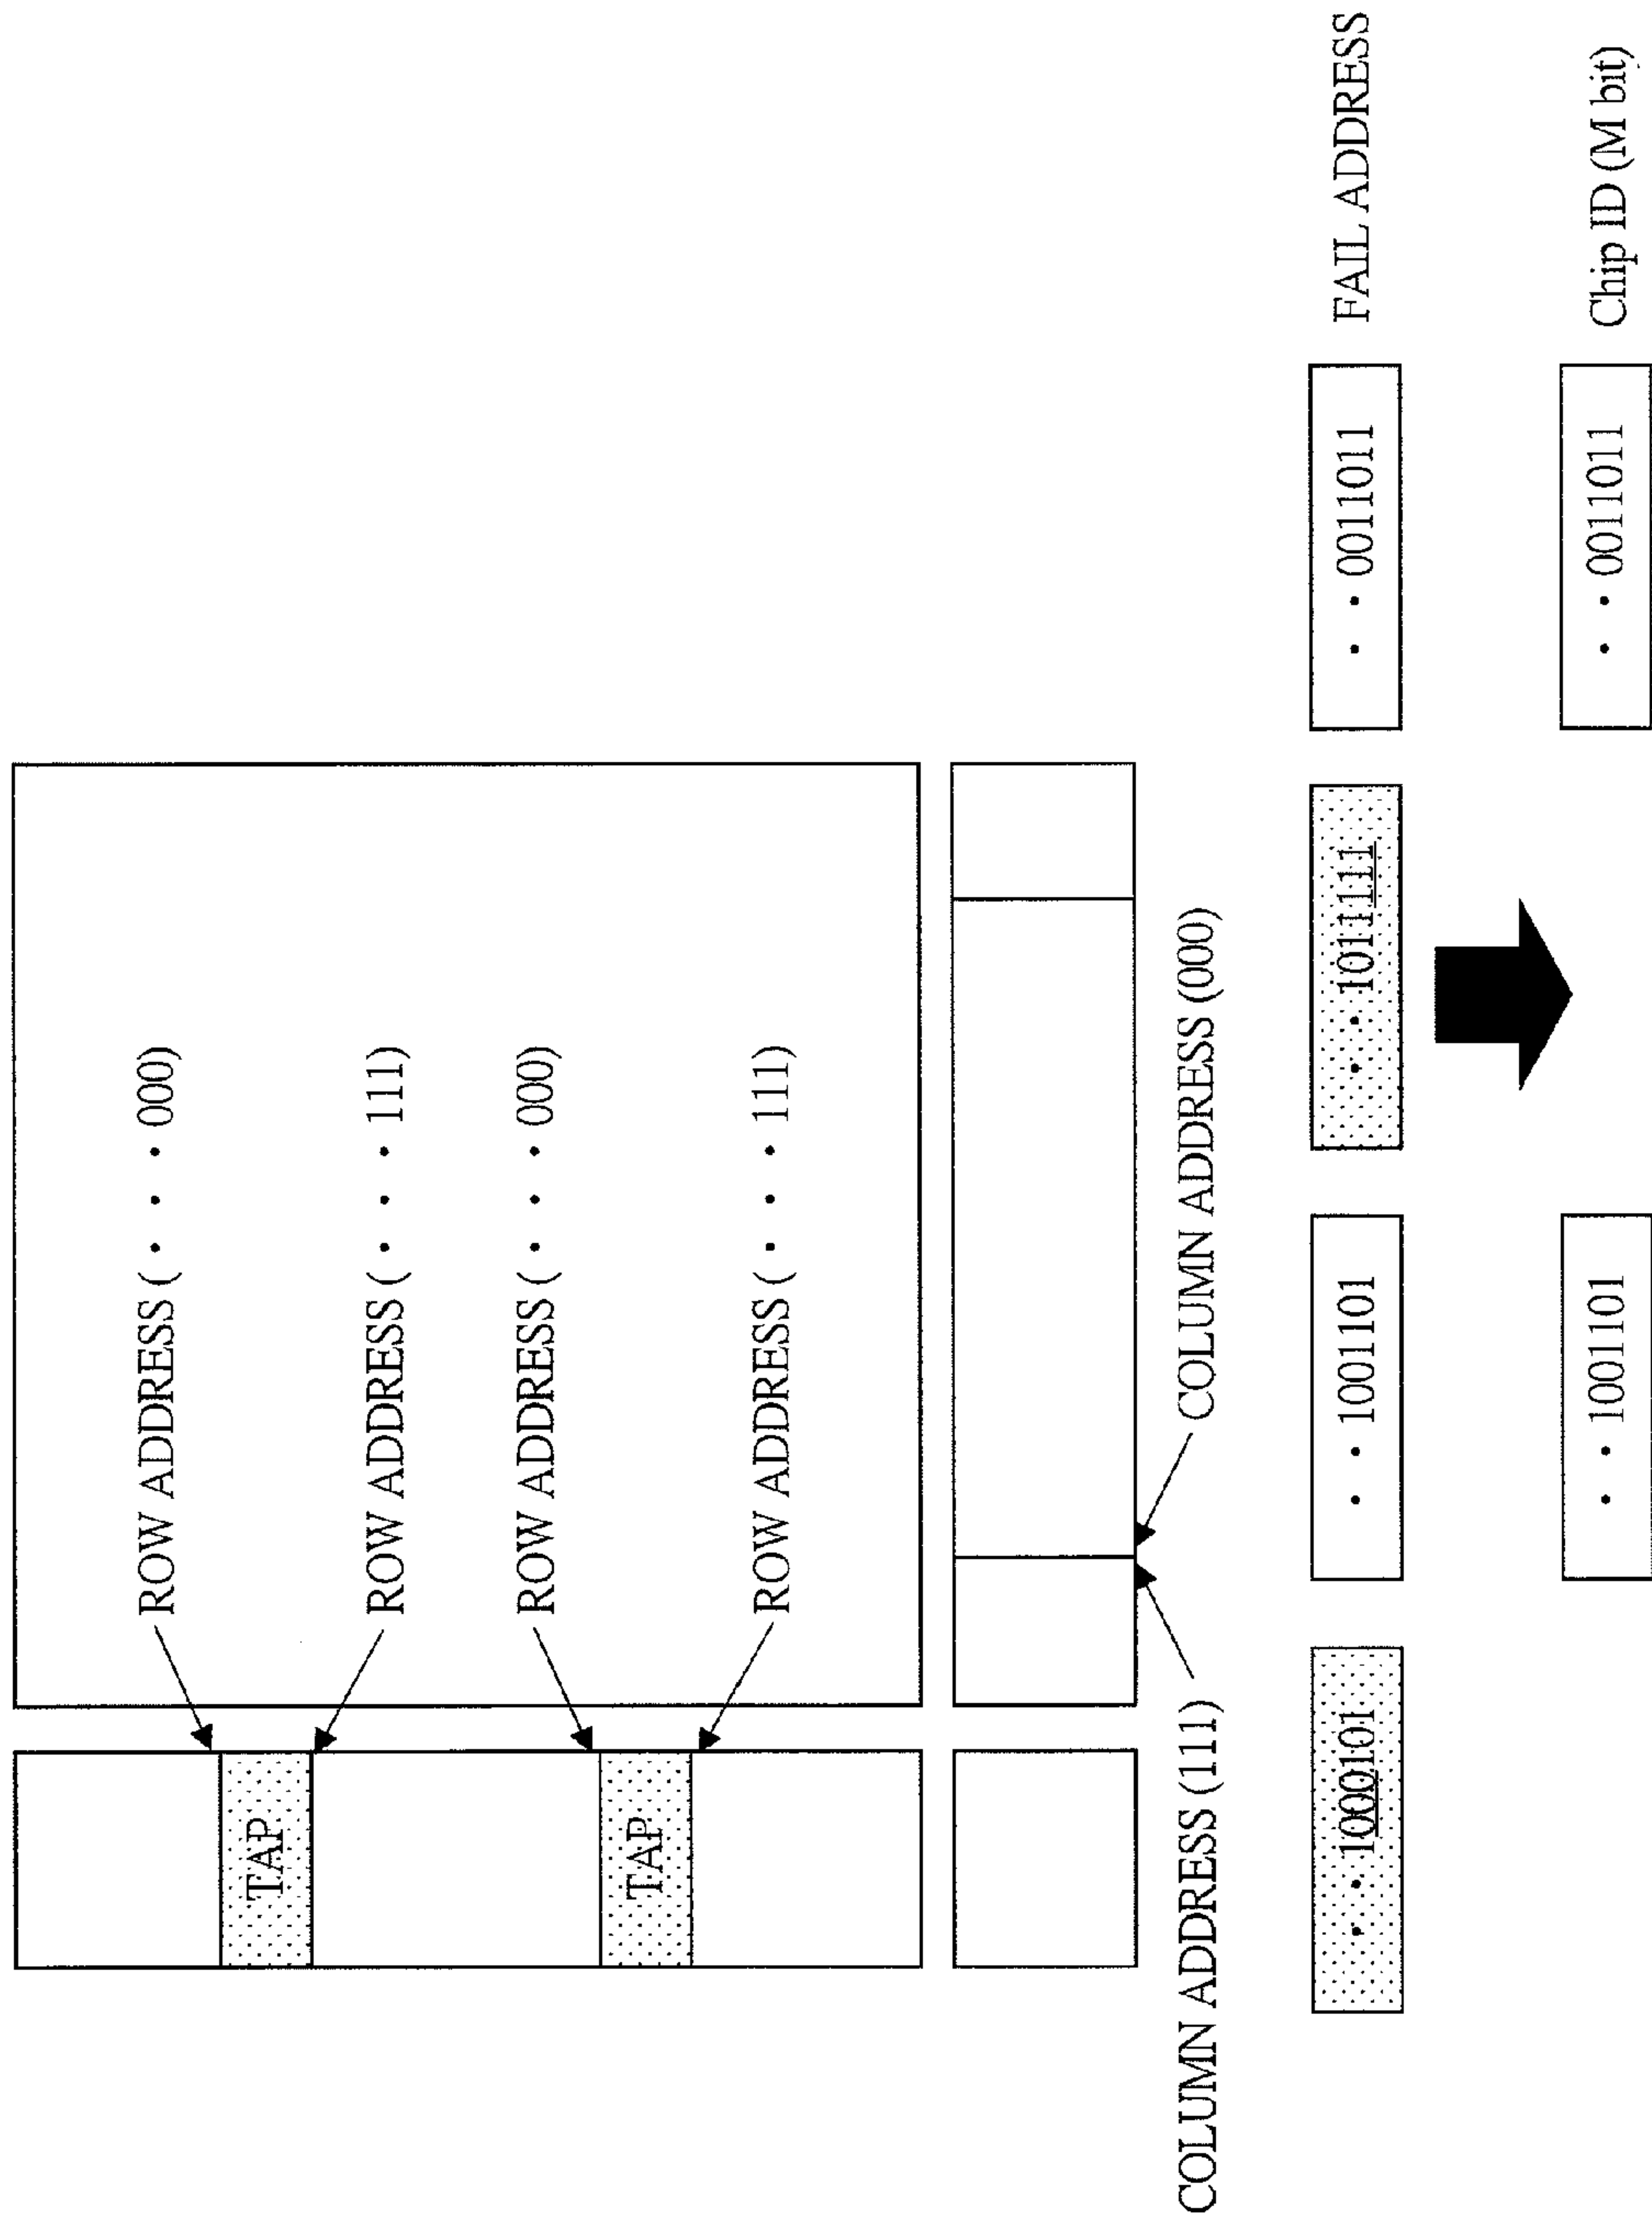 ROW ADDRESS (・・・000)
TAP
ROW ADDRESS (・・・111)
ROW ADDRESS (・・・000)
TAP
ROW ADDRESS (・・・111)
COLUMN ADDRESS (111)
COLUMN ADDRESS (000)
・・1000101
・・1001101
・・1011111
・・0011011
FAIL ADDRESS
・・1001101
・・0011011
Chip ID (M bit)